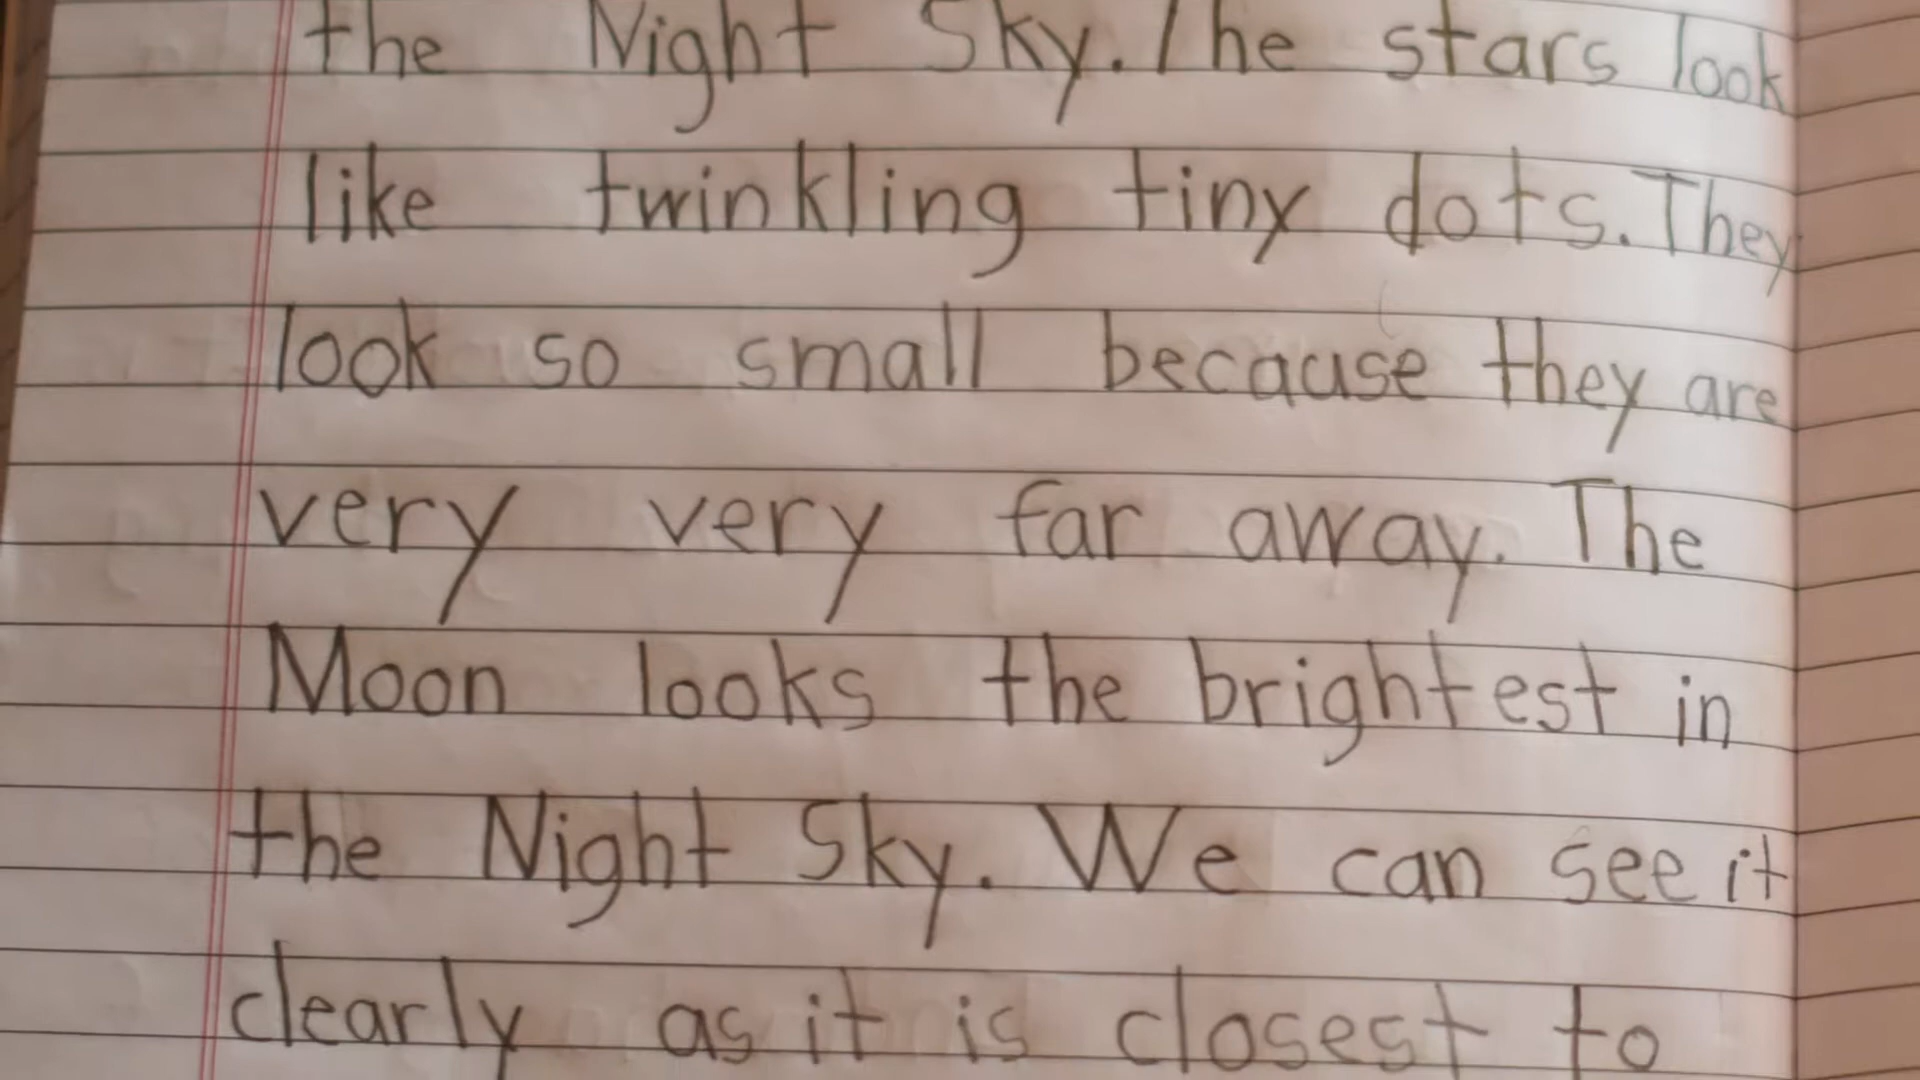 the Night Sky. The stars look
like twinkling tiny dots. They
look so small because they are
very very far away. The
Moon looks the brightest in
the Night Sky. We can see it
clearly as it is closest to